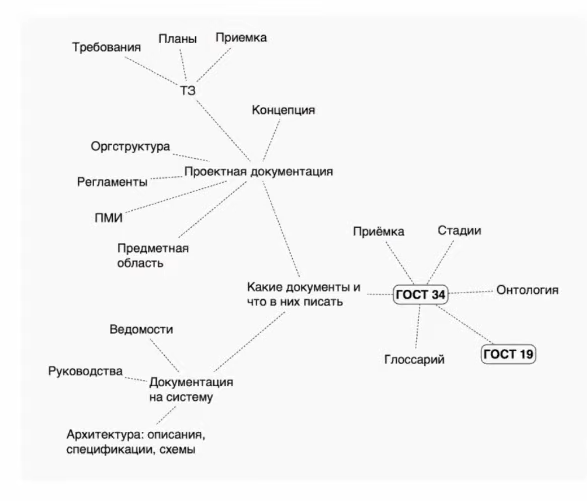 Требования
Планы
Приемка
ТЗ
Концепция
Оргструктура
Проектная документация
Регламенты
ПМИ
Предметная
область
Приёмка
Стадии
Какие документы и
что в них писать
ГОСТ 34
Онтология
Глоссарий
ГОСТ 19
Ведомости
Руководства
Документация
на систему
Архитектура: описания,
спецификации, схемы